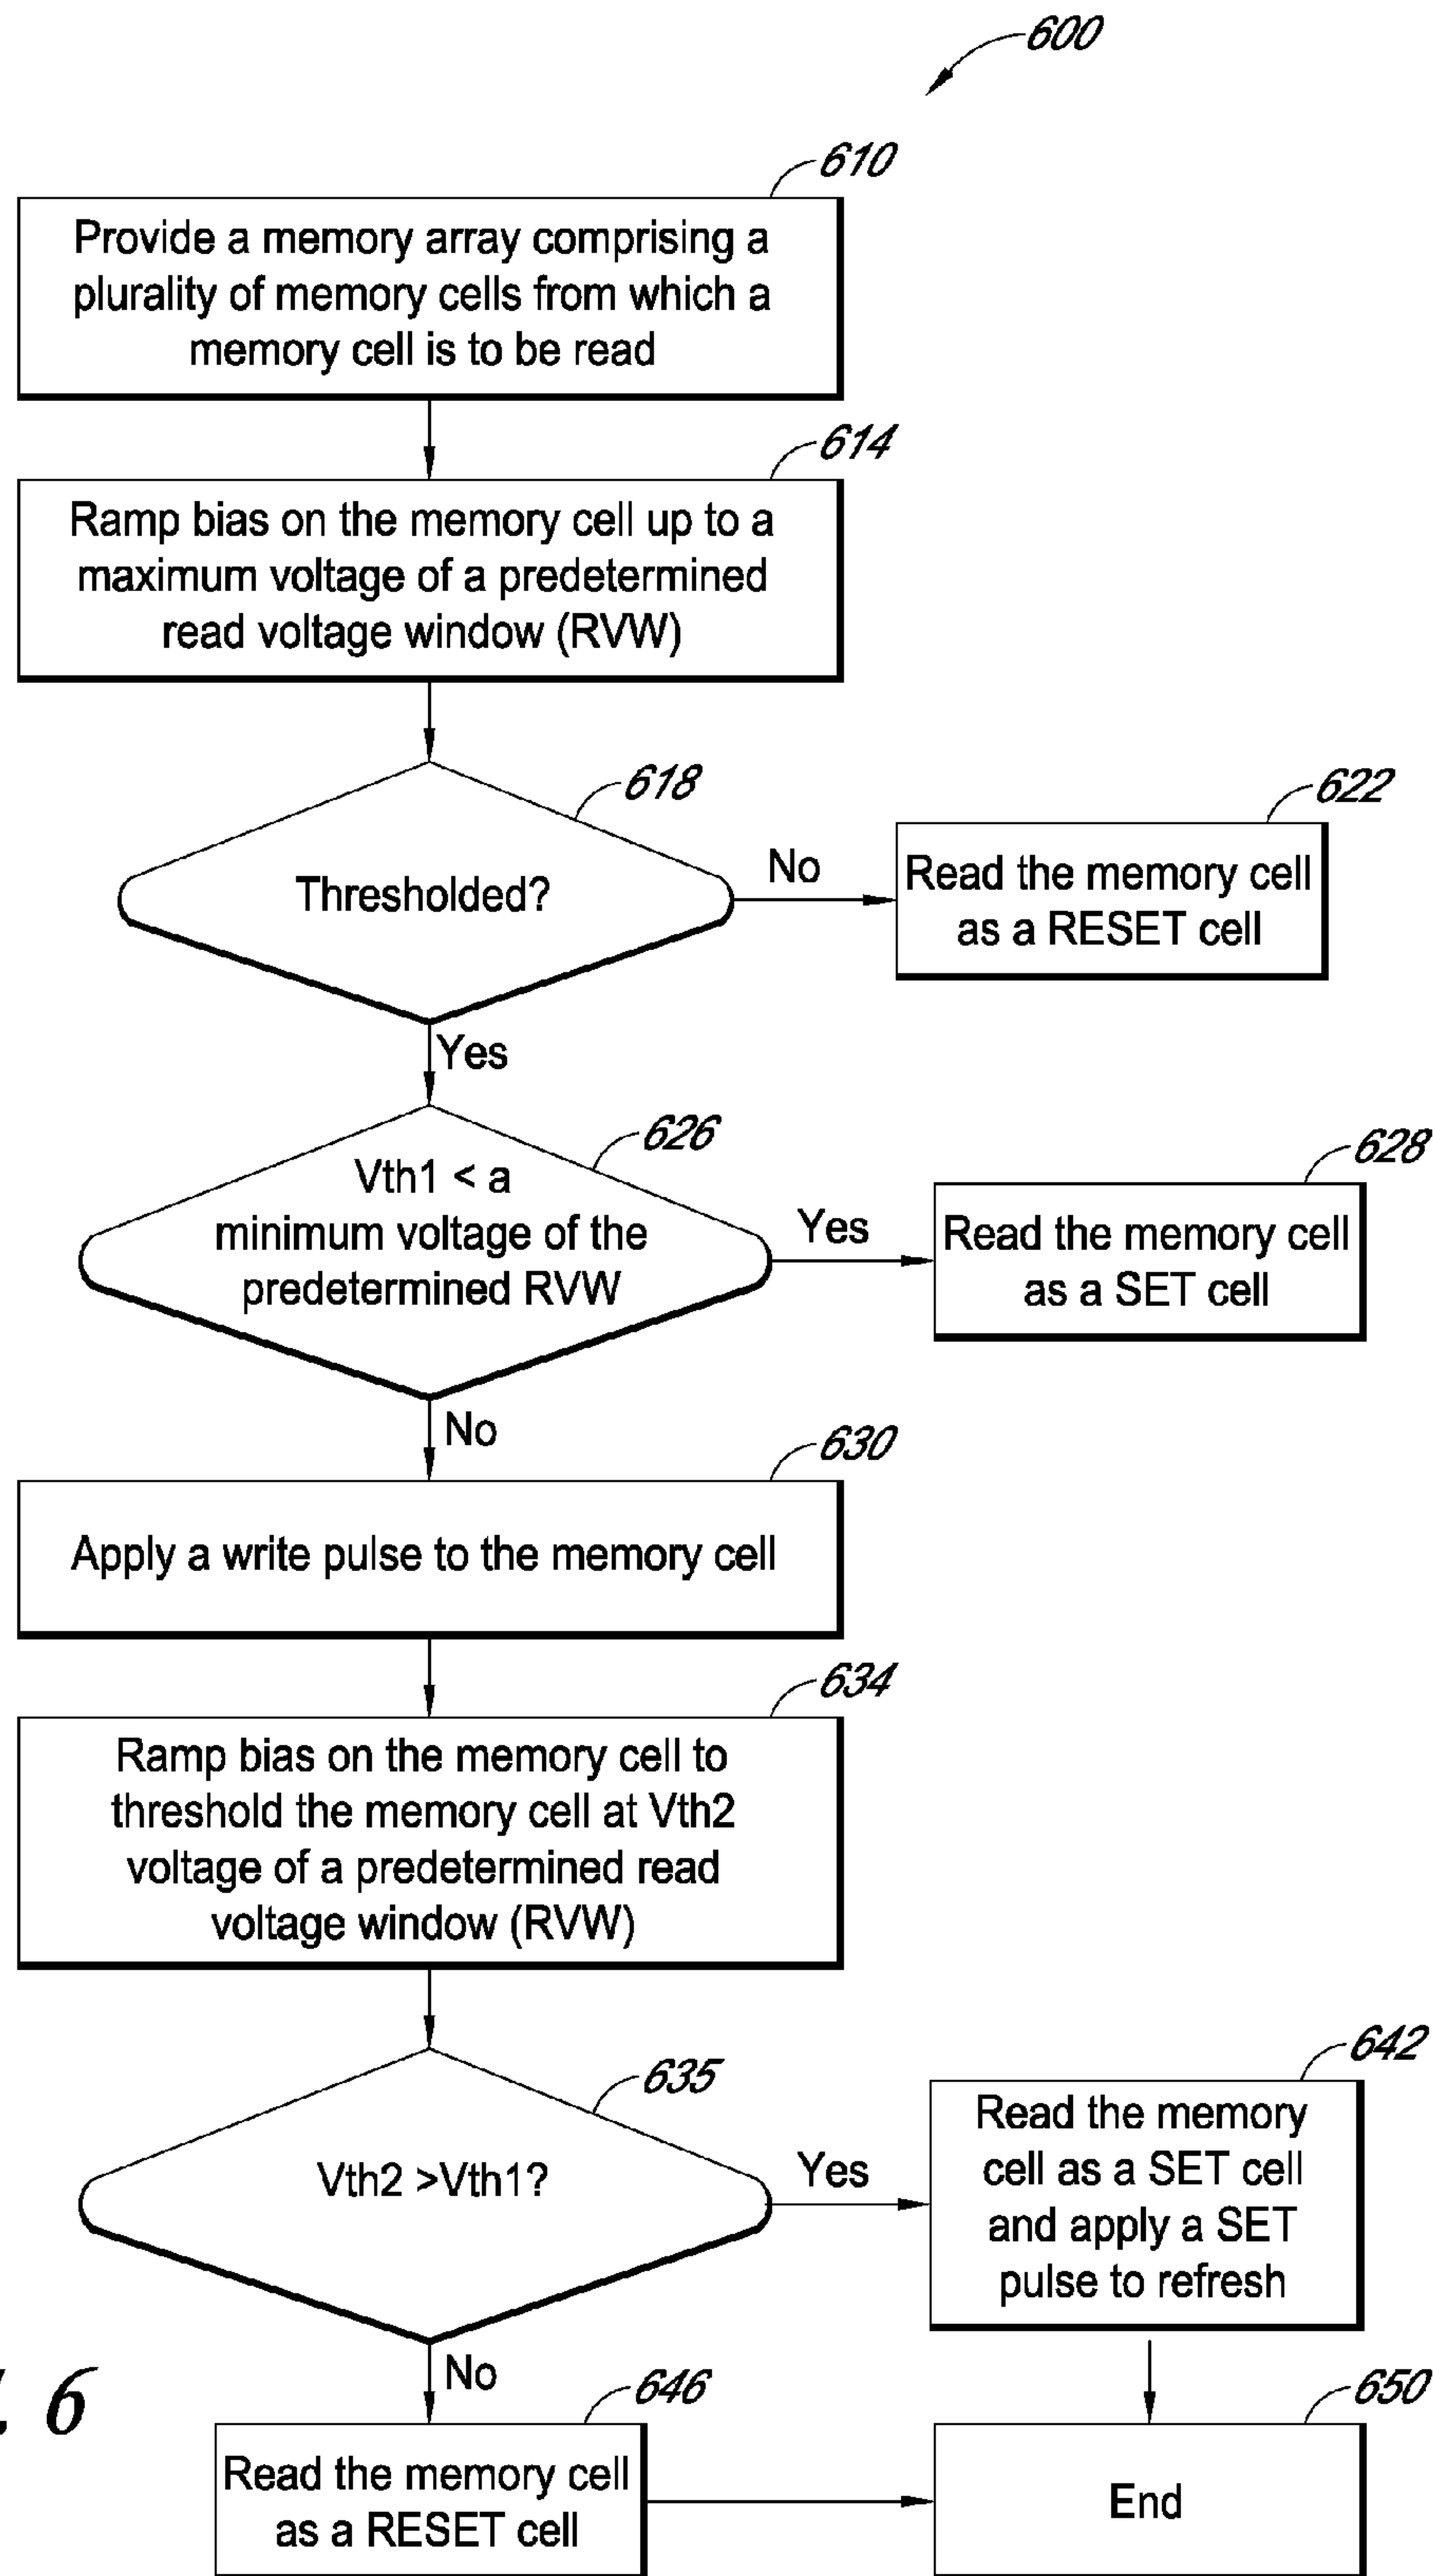 600
610
Provide a memory array comprising a
plurality of memory cells from which a
memory cell is to be read
614
Ramp bias on the memory cell up to a
maximum voltage of a predetermined
read voltage window (RVW)
618
Thresholded?
No
622
Read the memory cell
as a RESET cell
Yes
626
Vth1 < a
minimum voltage of the
predetermined RVW
Yes
628
Read the memory cell
as a SET cell
No
630
Apply a write pulse to the memory cell
634
Ramp bias on the memory cell to
threshold the memory cell at Vth2
voltage of a predetermined read
voltage window (RVW)
635
Vth2 >Vth1?
Yes
642
Read the memory
cell as a SET cell
and apply a SET
pulse to refresh
No
646
Read the memory cell
as a RESET cell
650
End
6